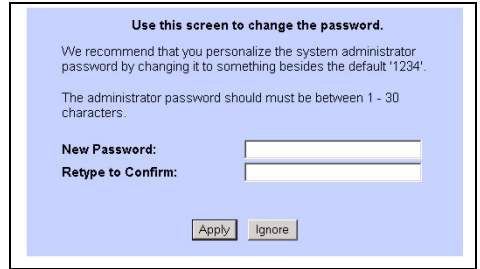 Use this screen to change the password.
We recommend that you personalize the system administrator
password by changing it to something besides the default '1234'.
The administrator password should must be between 1 - 30
characters.
New Password:
Retype to Confirm:
Apply Ignore